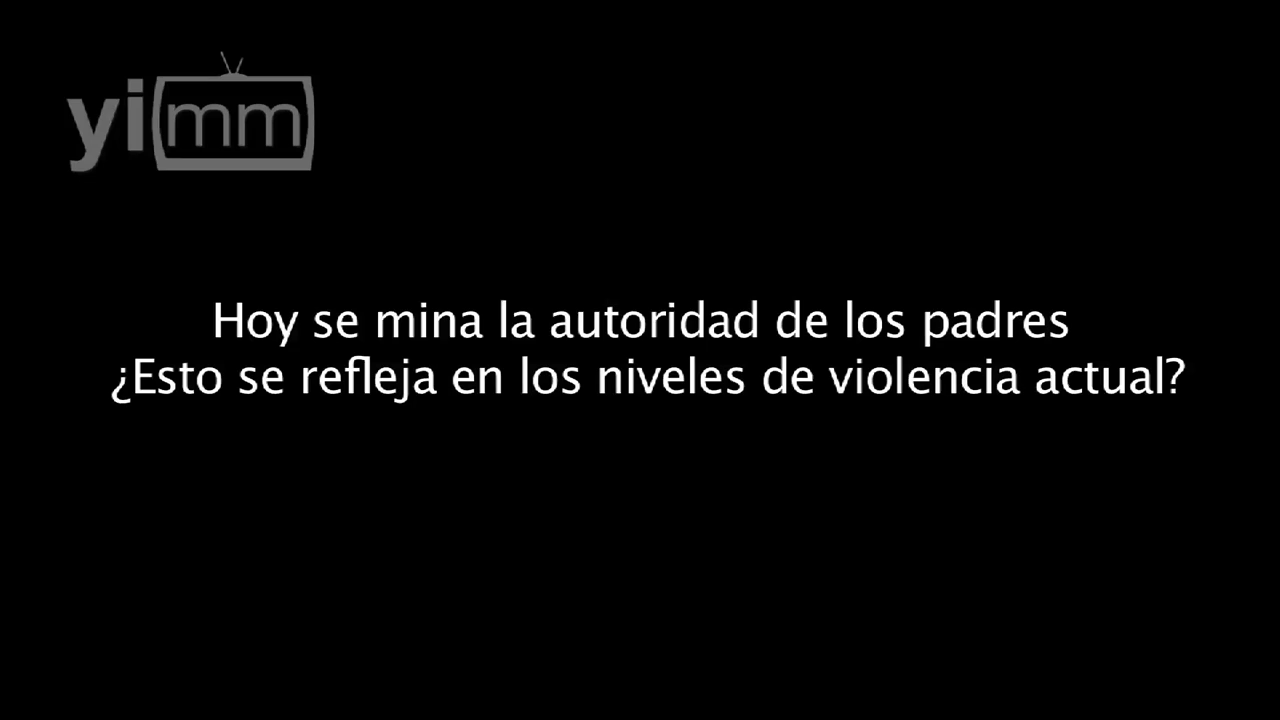 yimm
Hoy se mina la autoridad de los padres
¿Esto se refleja en los niveles de violencia actual?